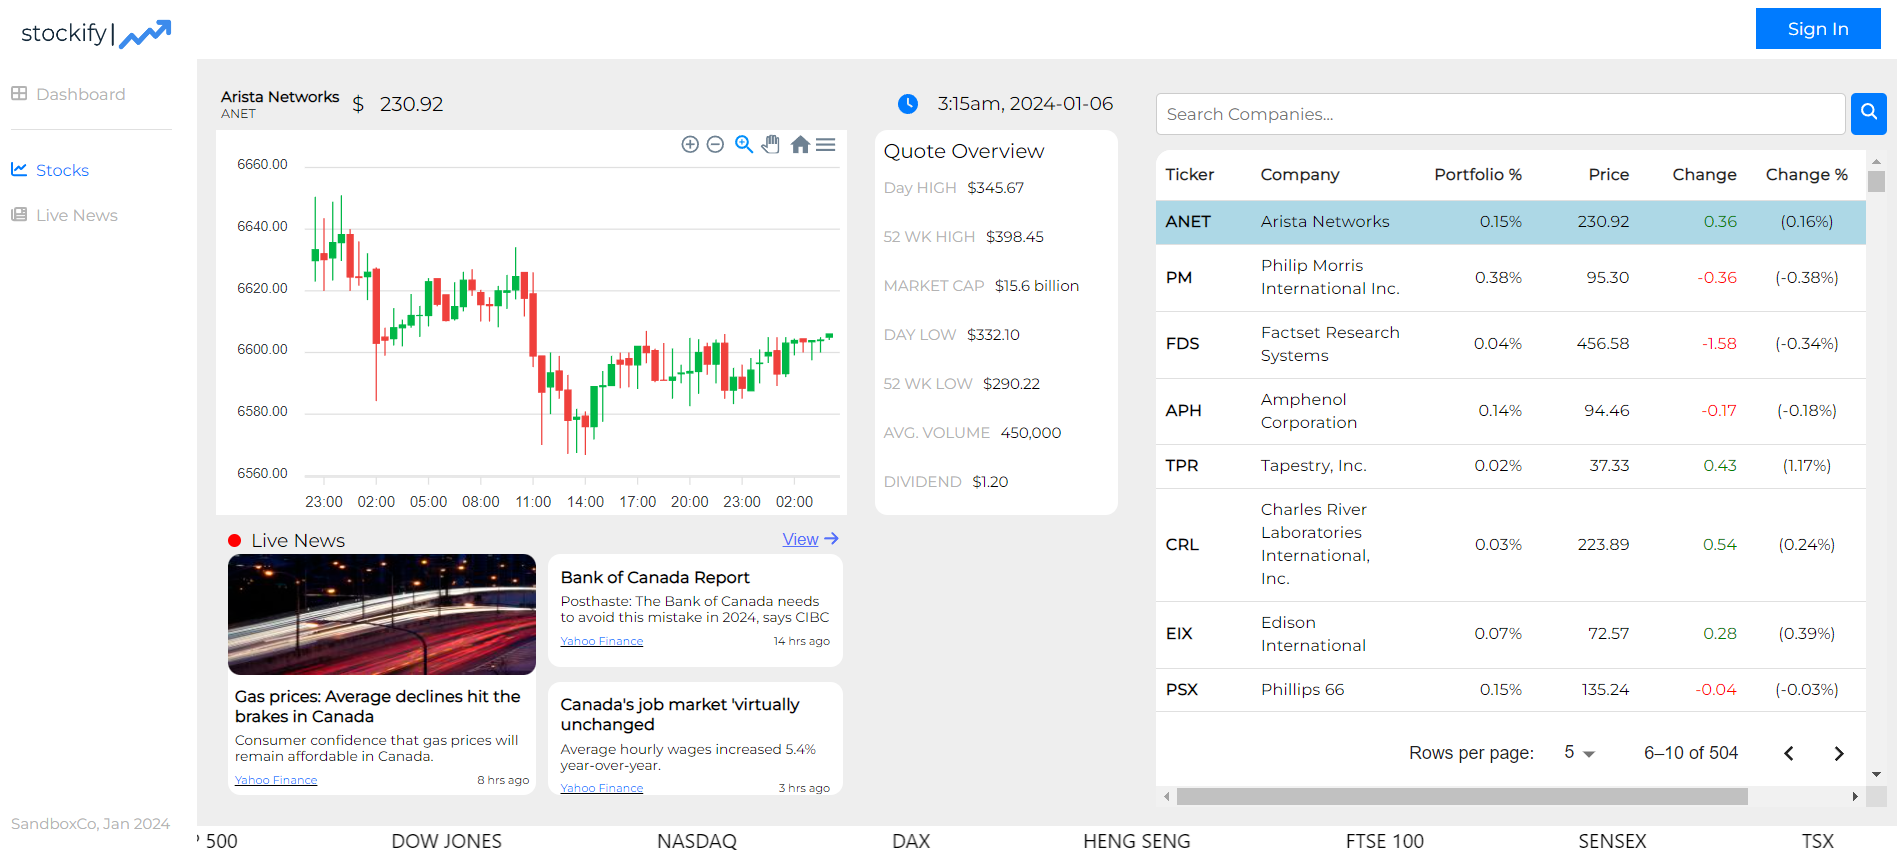 stockify|
Sign In
Dashboard
Stocks
Live News
SandboxCo, Jan 2024
Arista Networks
ANET
$ 230.92
6660.00
6640.00
6620.00
6600.00
6580.00
6560.00
23:00 02:00 05:00 08:00 11:00 14:00 17:00 20:00 23:00 02:00
3:15am, 2024-01-06
Quote Overview
Day HIGH $345.67
52 WK HIGH $398.45
MARKET CAP $15.6 billion
DAY LOW $332.10
52 WK LOW $290.22
AVG. VOLUME 450,000
DIVIDEND $1.20
Live News
View
Gas prices: Average declines hit the
brakes in Canada
Consumer confidence that gas prices will
remain affordable in Canada.
Yahoo Finance 8 hrs ago
Bank of Canada Report
Posthaste: The Bank of Canada needs
to avoid this mistake in 2024, says CIBC
Yahoo Finance 14 hrs ago
Canada's job market 'virtually
unchanged
Average hourly wages increased 5.4%
year-over-year.
Yahoo Finance 3 hrs ago
Search Companies...
Ticker Company Portfolio % Price Change Change %
ANET Arista Networks 0.15% 230.92 0.36 (0.16%)
PM Philip Morris
International Inc. 0.38% 95.30 -0.36 (-0.38%)
FDS Factset Research
Systems 0.04% 456.58 -1.58 (-0.34%)
APH Amphenol
Corporation 0.14% 94.46 -0.17 (-0.18%)
TPR Tapestry, Inc. 0.02% 37.33 0.43 (1.17%)
CRL Charles River
Laboratories
International,
Inc. 0.03% 223.89 0.54 (0.24%)
EIX Edison
International 0.07% 72.57 0.28 (0.39%)
PSX Phillips 66 0.15% 135.24 -0.04 (-0.03%)
Rows per page: 5 6–10 of 504
500 DOW JONES NASDAQ DAX HENG SENG FTSE 100 SENSEX TSX